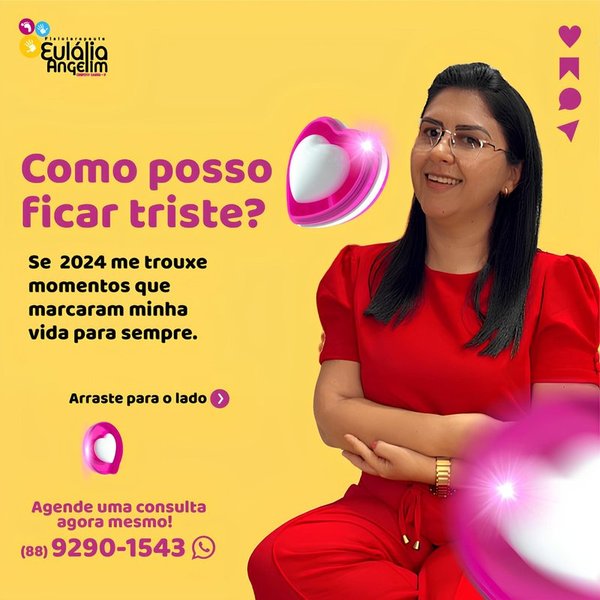 Fisioterapeuta
Eulália
Angelim
Como posso
ficar triste?
Se 2024 me trouxe
momentos que
marcaram minha
vida para sempre.
Arraste para o lado
Agende uma consulta
agora mesmo!
(88) 9290-1543